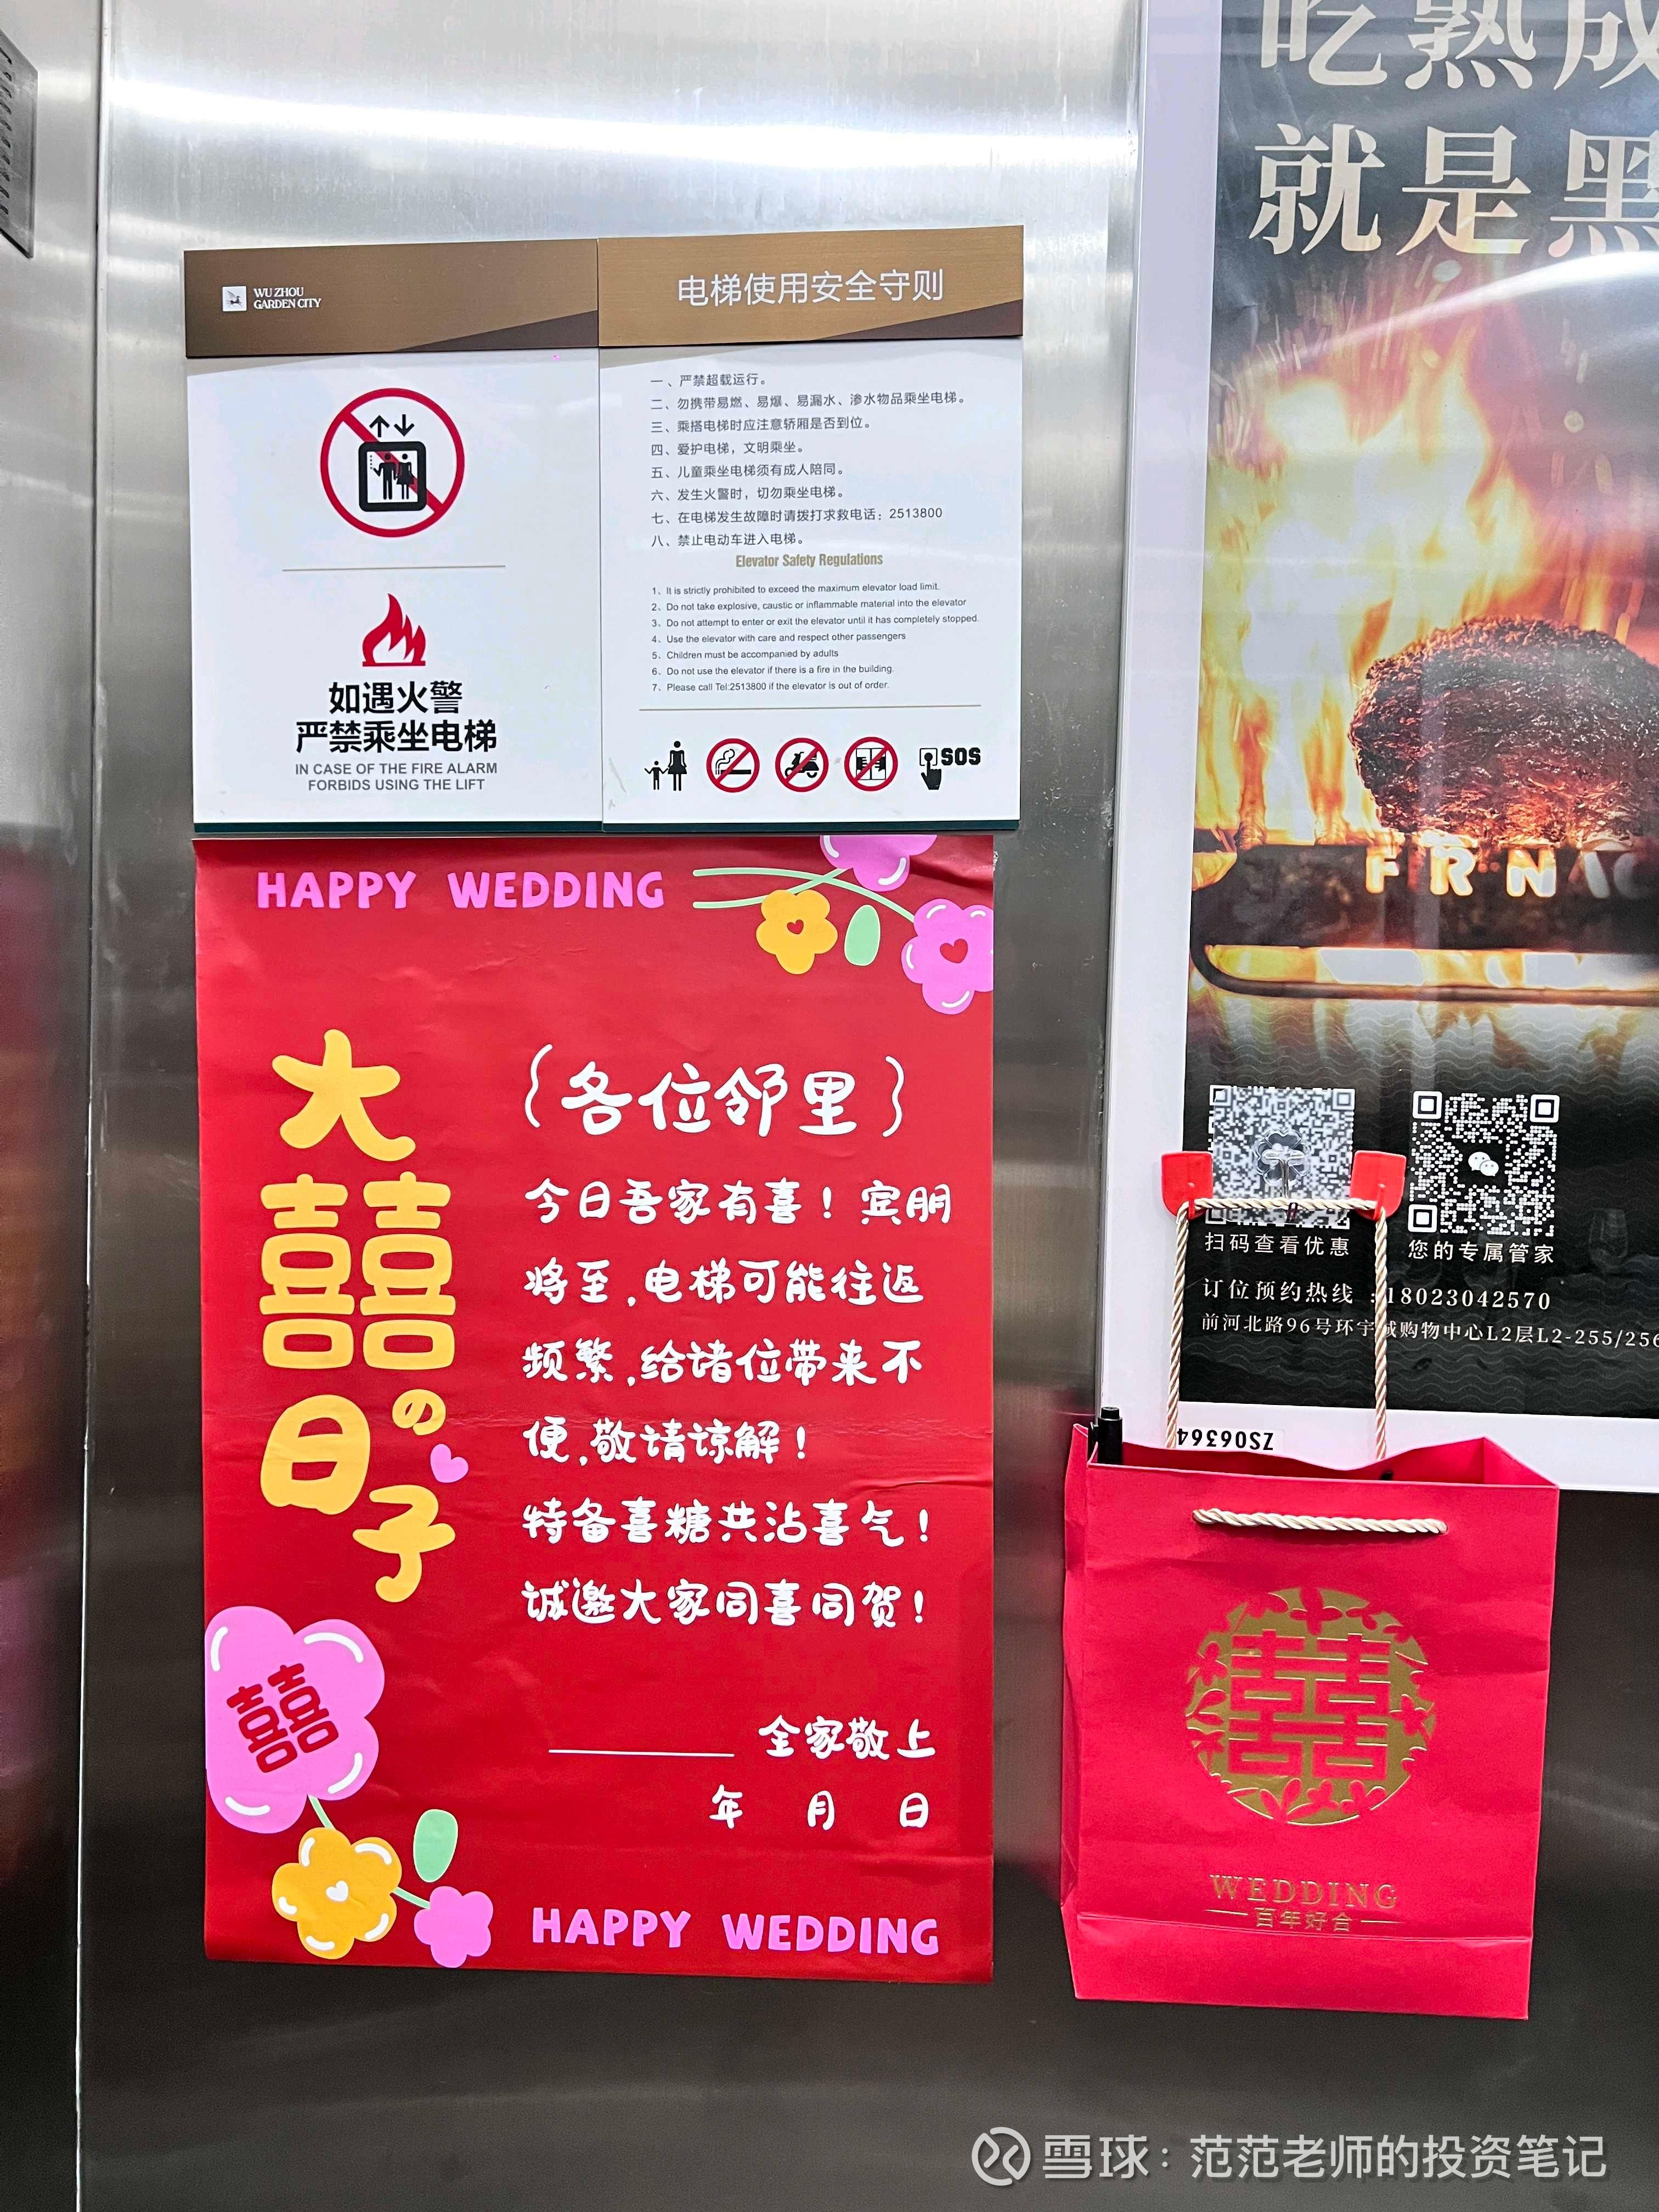 WU ZHOU
GARDEN CITY
如遇火警
严禁乘坐电梯
IN CASE OF THE FIRE ALARM
FORBIDS USING THE LIFT
电梯使用安全守则
一、严禁超载运行。
二、勿携带易燃、易爆、易漏水、渗水物品乘坐电梯。
三、乘搭电梯时应注意轿厢是否到位。
四、爱护电梯，文明乘坐。
五、儿童乘坐电梯须有成人陪同。
六、发生火警时，切勿乘坐电梯。
七、在电梯发生故障时请拨打求救电话：2513800
八、禁止电动车进入电梯。
Elevator Safety Regulations
1、It is strictly prohibited to exceed the maximum elevator load limit.
2、Do not take explosive, caustic or inflammable material into the elevator
3、Do not attempt to enter or exit the elevator until it has completely stopped.
4、Use the elevator with care and respect other passengers
5、Children must be accompanied by adults
6、Do not use the elevator if there is a fire in the building.
7、Please call Tel:2513800 if the elevator is out of order.
SOS
HAPPY WEDDING
大
囍の
日子
{各位邻里}
今日吾家有喜！宾朋
将至,电梯可能往返
频繁,给诸位带来不
便,敬请谅解！
特备喜糖共沾喜气！
诚邀大家同喜同贺！
全家敬上
年 月 日
囍
HAPPY WEDDING
吃熟成
就是黑
FRN
扫码查看优惠
您的专属管家
订位预约热线：18023042570
前河北路96号环宇城购物中心L2层L2-255/256
ZS06364
囍
WEDDING
百年好合
雪球：范范老师的投资笔记